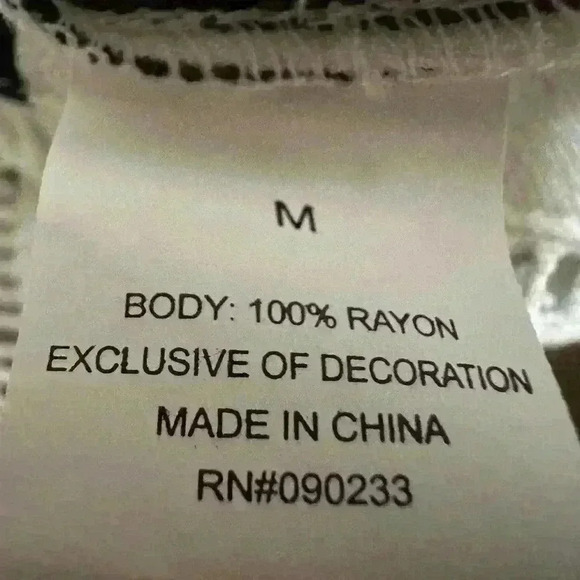 M
BODY: 100% RAYON
EXCLUSIVE OF DECORATION
MADE IN CHINA
RN#090233